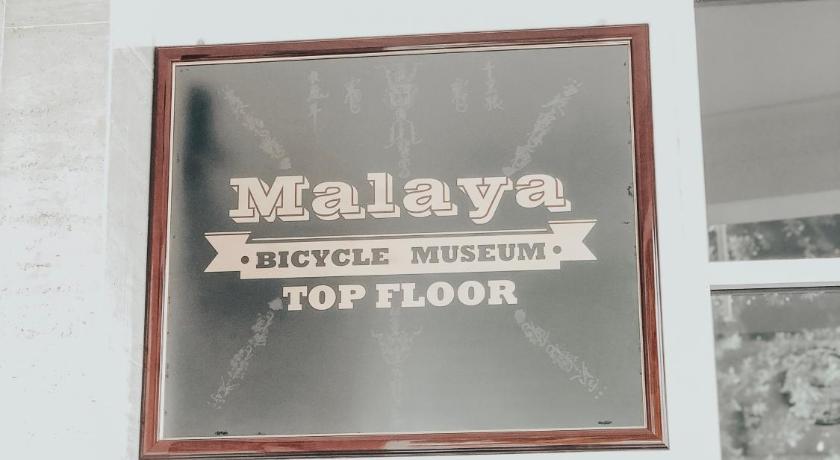 Malaya
• BICYCLE MUSEUM •
TOP FLOOR